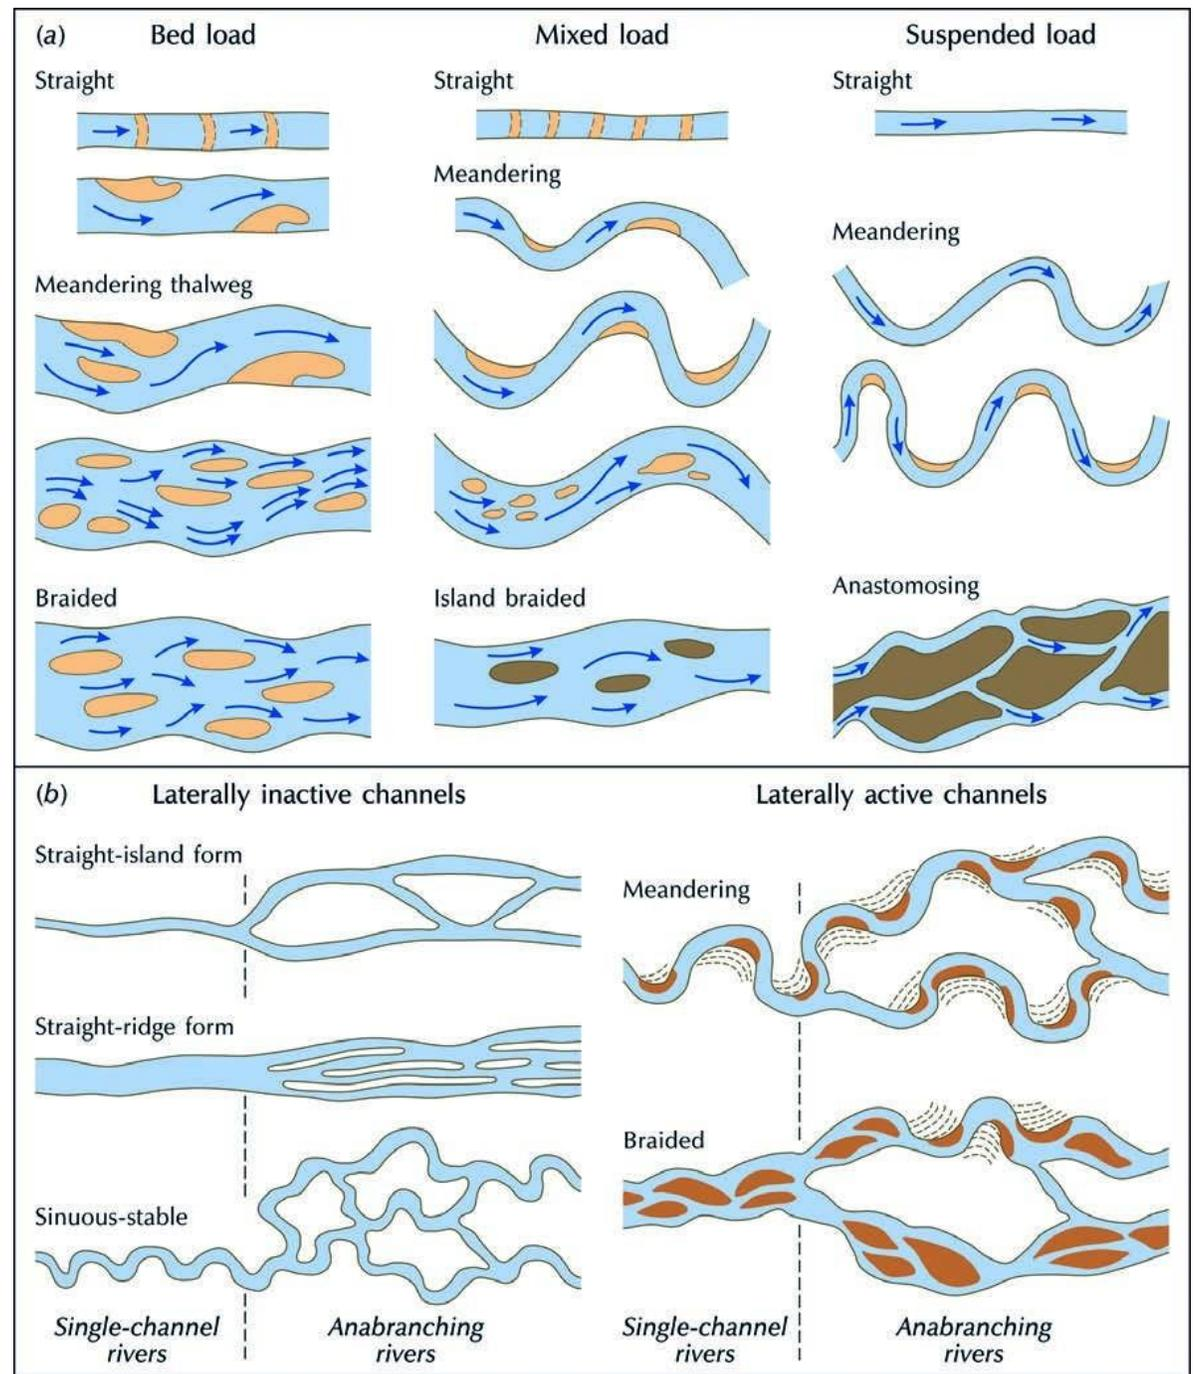 (a)
Bed load
Mixed load
Suspended load
Straight
Straight
Straight
Meandering
Meandering
Meandering thalweg
Braided
Island braided
Anastomosing
(b)
Laterally inactive channels
Laterally active channels
Straight-island form
Meandering
Straight-ridge form
Braided
Sinuous-stable
Single-channel
rivers
Anabranching
rivers
Single-channel
rivers
Anabranching
rivers